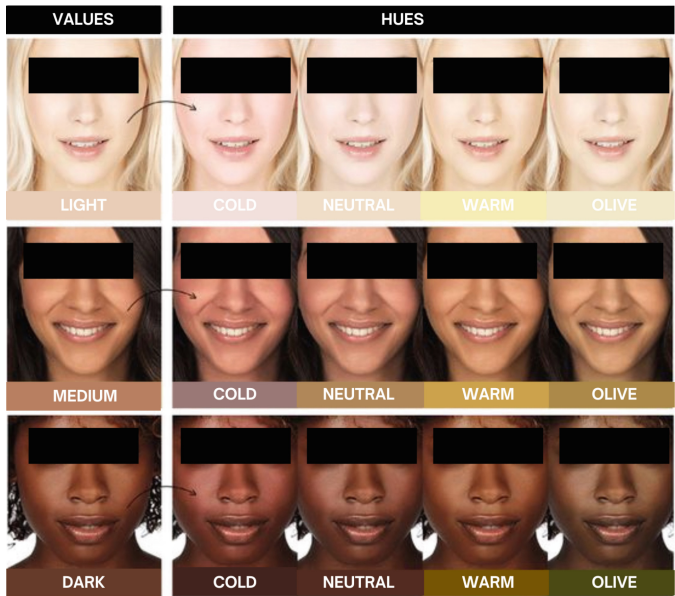 VALUES
HUES
LIGHT
COLD
NEUTRAL
WARM
OLIVE
MEDIUM
COLD
NEUTRAL
WARM
OLIVE
DARK
COLD
NEUTRAL
WARM
OLIVE